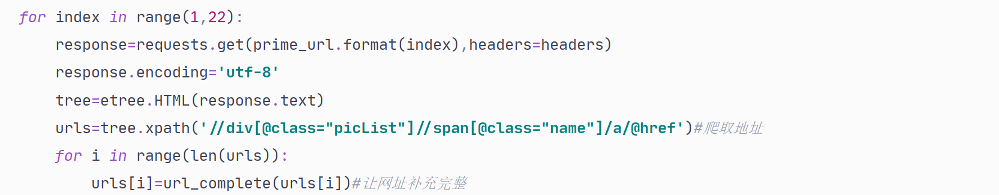 for index in range(1,22):
    response=requests.get(prime_url.format(index),headers=headers)
    response.encoding='utf-8'
    tree=etree.HTML(response.text)
    urls=tree.xpath('//div[@class="picList"]//span[@class="name"]/a/@href')#爬取地址
    for i in range(len(urls)):
        urls[i]=url_complete(urls[i])#让网址补充完整